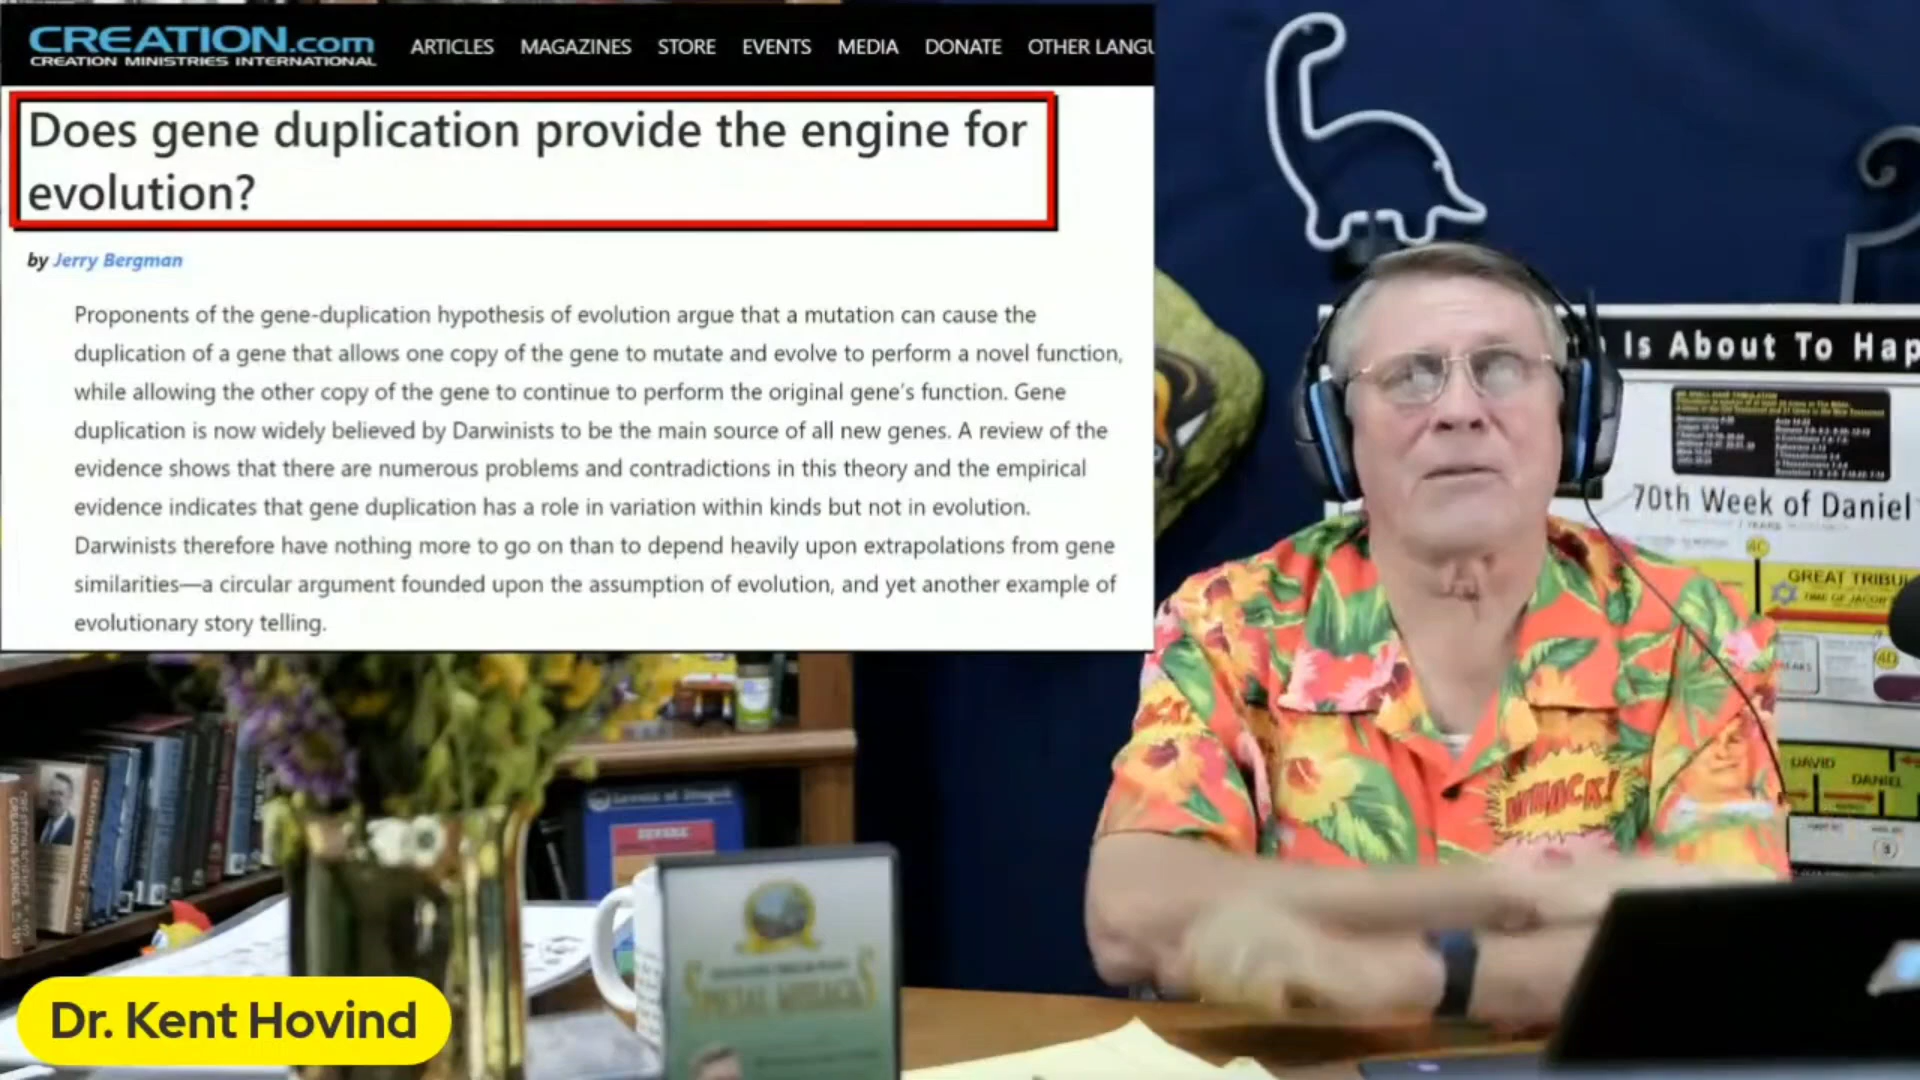 CREATION.com
CREATION MINISTRIES INTERNATIONAL
ARTICLES MAGAZINES STORE EVENTS MEDIA DONATE OTHER LANGU
Does gene duplication provide the engine for
evolution?
by Jerry Bergman
Proponents of the gene-duplication hypothesis of evolution argue that a mutation can cause the
duplication of a gene that allows one copy of the gene to mutate and evolve to perform a novel function,
while allowing the other copy of the gene to continue to perform the original gene's function. Gene
duplication is now widely believed by Darwinists to be the main source of all new genes. A review of the
evidence shows that there are numerous problems and contradictions in this theory and the empirical
evidence indicates that gene duplication has a role in variation within kinds but not in evolution.
Darwinists therefore have nothing more to go on than to depend heavily upon extrapolations from gene
similarities—a circular argument founded upon the assumption of evolution, and yet another example of
evolutionary story telling.
Is About To Hap
70th Week of Daniel
GREAT TRIBUL
DAVID
DANIEL
WHACK!
Dr. Kent Hovind